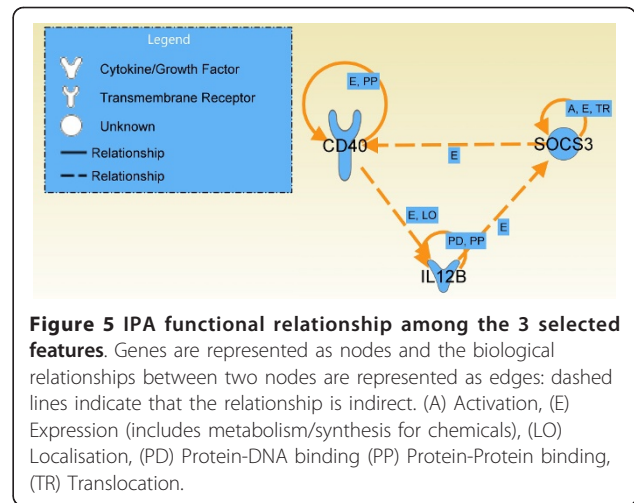 Legend
Cytokine/Growth Factor
Transmembrane Receptor
Unknown
Relationship
Relationship
E, PP
A, E, TR
CD40
SOCS3
E
E, LO
E
PD, PP
IL12B
Figure 5 IPA functional relationship among the 3 selected
features. Genes are represented as nodes and the biological
relationships between two nodes are represented as edges: dashed
lines indicate that the relationship is indirect. (A) Activation, (E)
Expression (includes metabolism/synthesis for chemicals), (LO)
Localisation, (PD) Protein-DNA binding (PP) Protein-Protein binding,
(TR) Translocation.